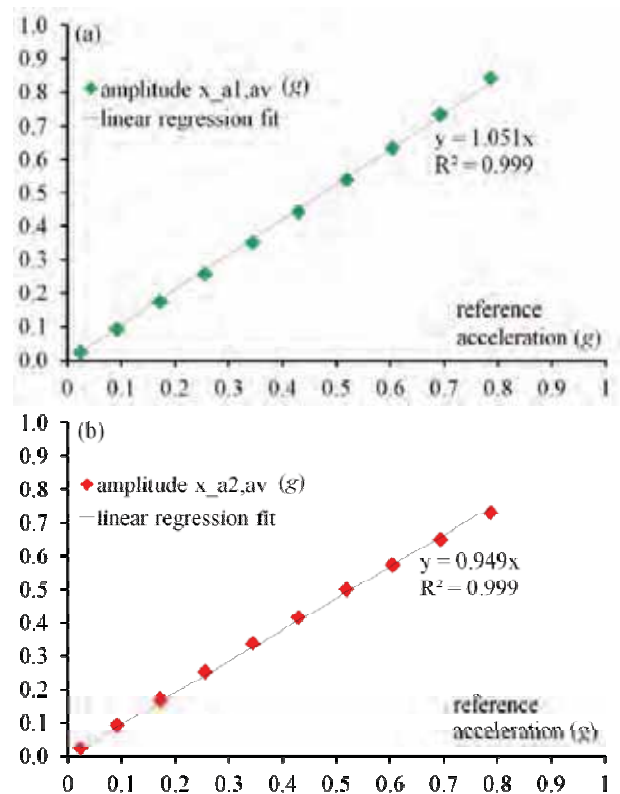 1.0
(a)
0.9
0.8
amplitude x_a1,av (g)
0.7
linear regression fit
0.6
y = 1.051x
R² = 0.999
0.5
0.4
0.3
0.2
reference
0.1
acceleration (g)
0.0
0 0.1 0.2 0.3 0.4 0.5 0.6 0.7 0.8 0.9 1
1.0
(b)
0.9
0.8
amplitude x_a2,av (g)
0.7
linear regression fit
0.6
y = 0.949x
R² = 0.999
0.5
0.4
0.3
0.2
reference
0.1
acceleration (g)
0.0
0 0.1 0.2 0.3 0.4 0.5 0.6 0.7 0.8 0.9 1